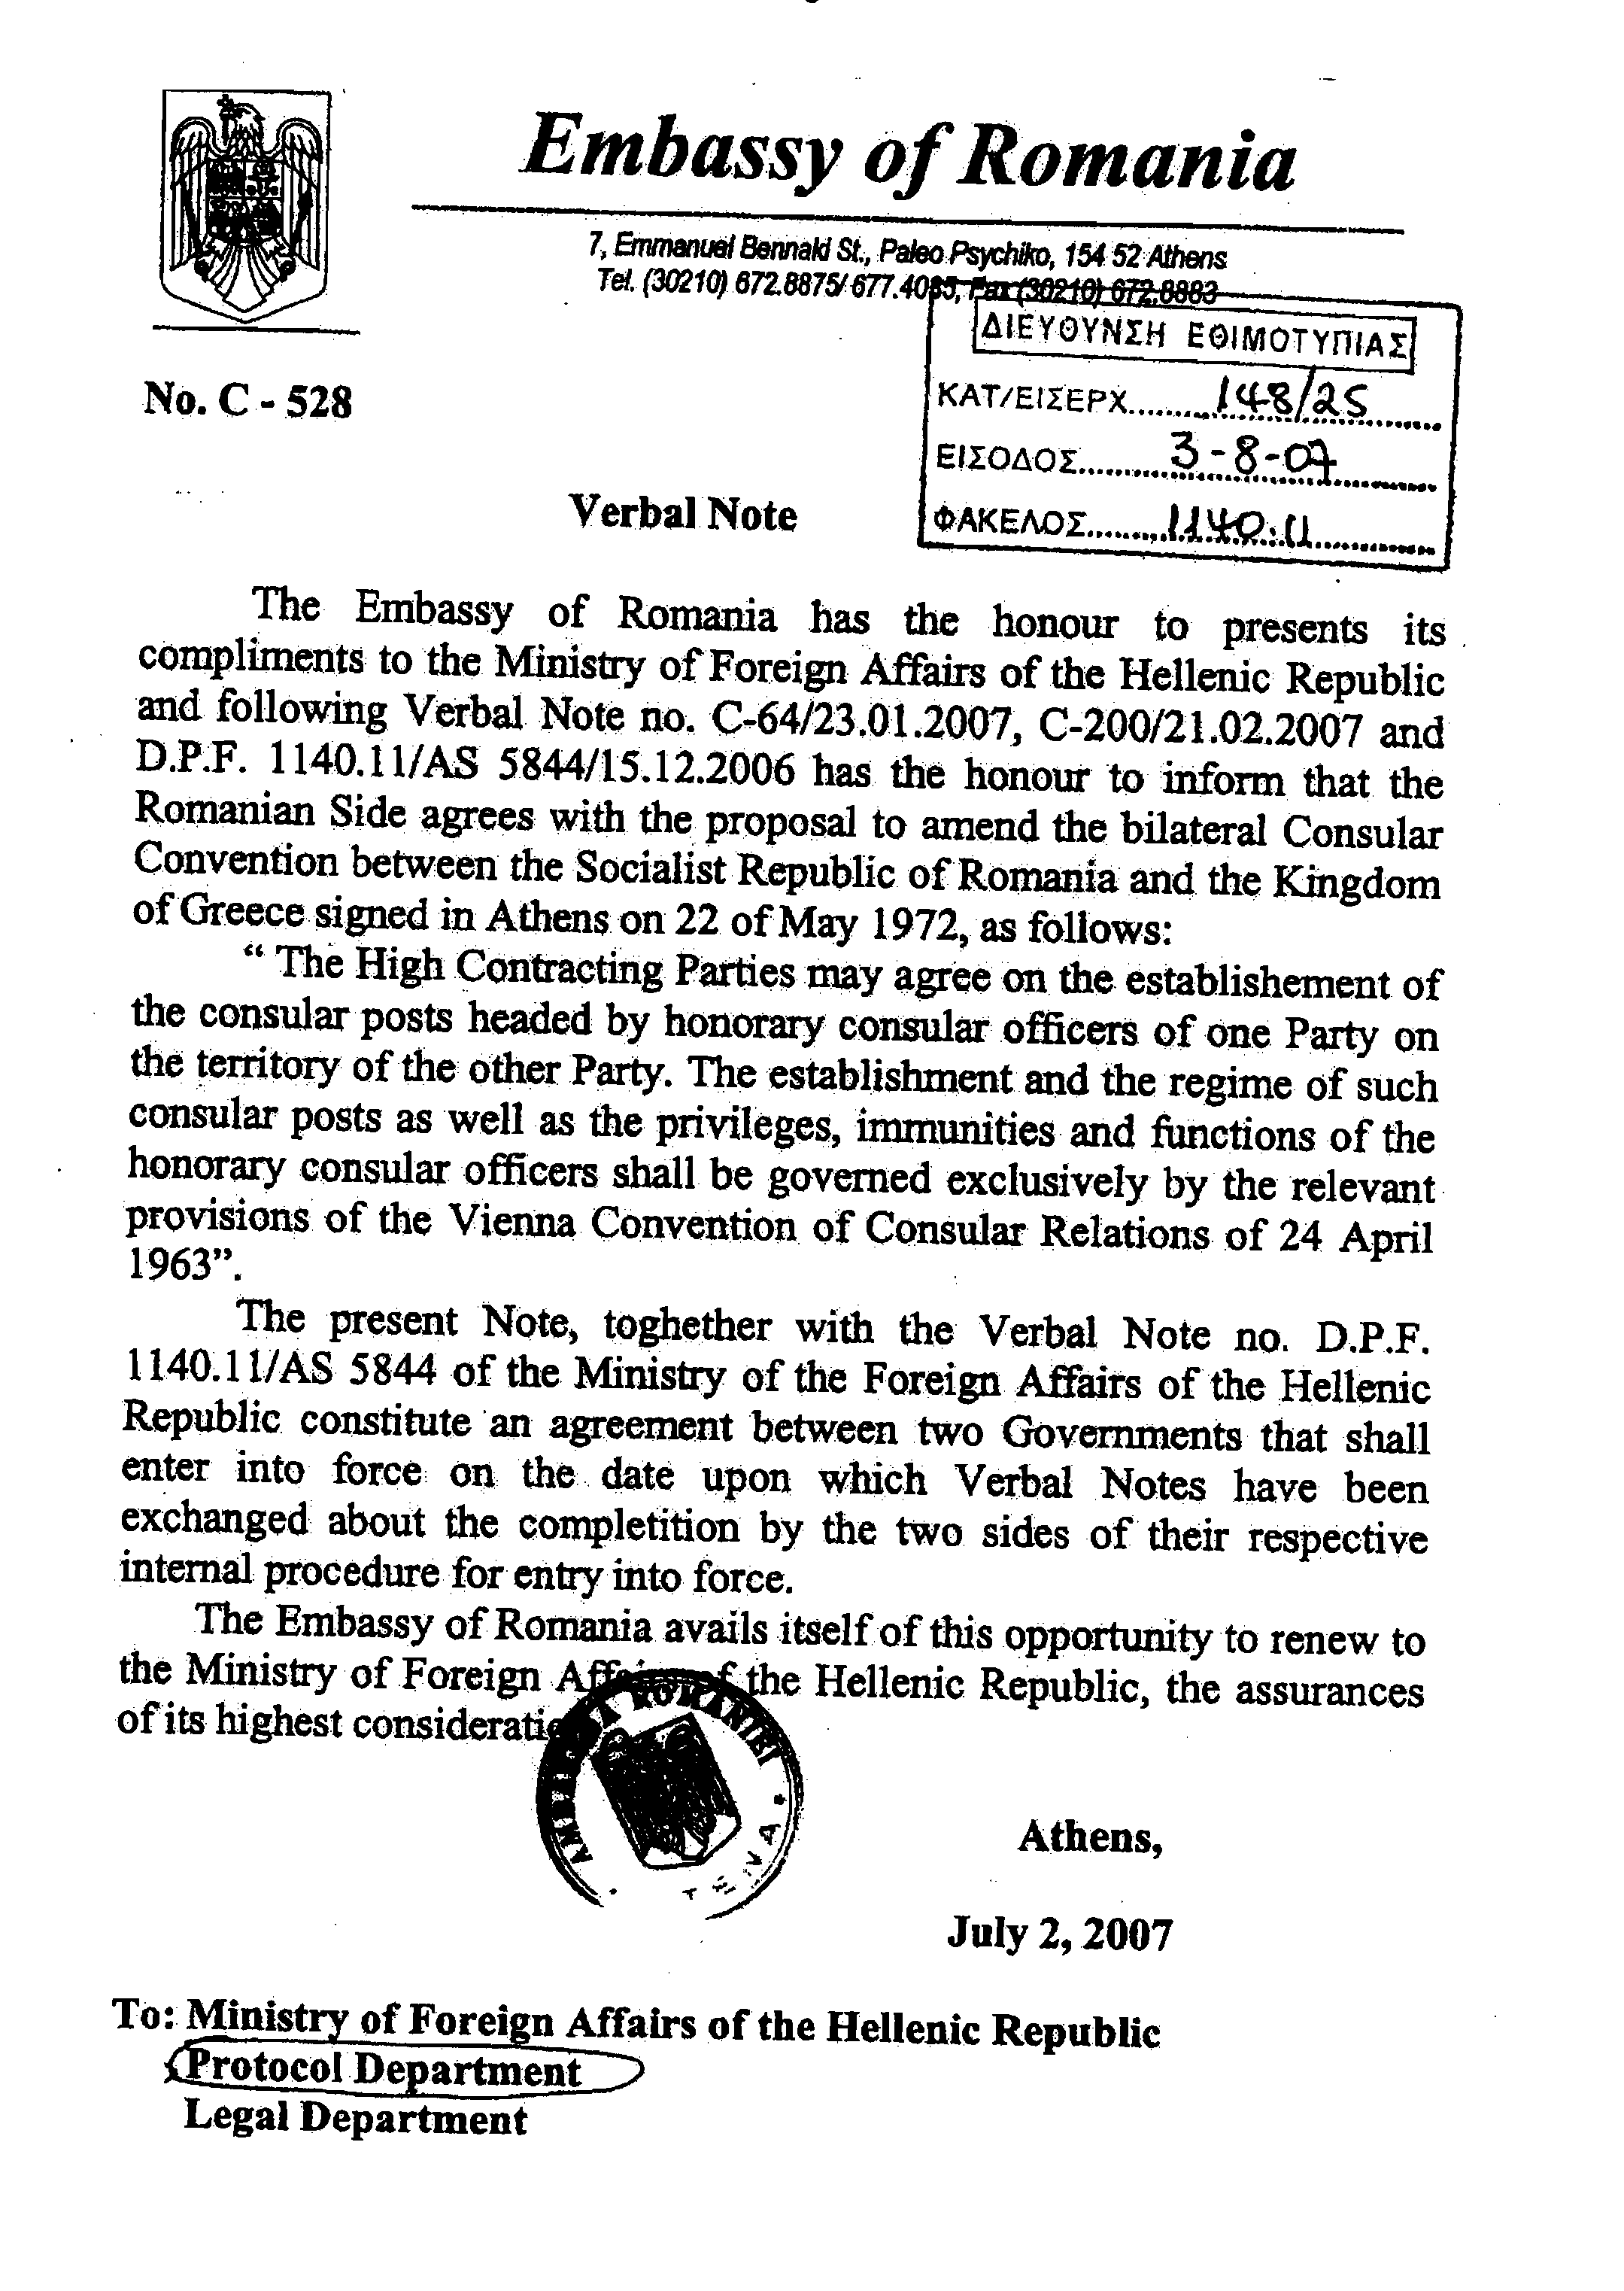 Embassy of Romania
7, Emmanuel Bennaki St., Paleo Psychiko, 154 52 Athens
Tel. (30210) 672.8875/ 677.4035, Fax (30210) 672.8883
ΔΙΕΥΘΥΝΣΗ ΕΘΙΜΟΤΥΠΙΑΣ
ΚΑΤ/ΕΙΣΕΡΧ. 148/25
ΕΙΣΟΔΟΣ 3-8-07
ΦΑΚΕΛΟΣ 1140.11
No. C - 528
Verbal Note
The Embassy of Romania has the honour to presents its
compliments to the Ministry of Foreign Affairs of the Hellenic Republic
and following Verbal Note no. C-64/23.01.2007, C-200/21.02.2007 and
D.P.F. 1140.11/AS 5844/15.12.2006 has the honour to inform that the
Romanian Side agrees with the proposal to amend the bilateral Consular
Convention between the Socialist Republic of Romania and the Kingdom
of Greece signed in Athens on 22 of May 1972, as follows:
“ The High Contracting Parties may agree on the establishement of
the consular posts headed by honorary consular officers of one Party on
the territory of the other Party. The establishment and the regime of such
consular posts as well as the privileges, immunities and functions of the
honorary consular officers shall be governed exclusively by the relevant
provisions of the Vienna Convention of Consular Relations of 24 April
1963”.
The present Note, toghether with the Verbal Note no. D.P.F.
1140.11/AS 5844 of the Ministry of the Foreign Affairs of the Hellenic
Republic constitute an agreement between two Governments that shall
enter into force on the date upon which Verbal Notes have been
exchanged about the completition by the two sides of their respective
internal procedure for entry into force.
The Embassy of Romania avails itself of this opportunity to renew to
the Ministry of Foreign Affairs of the Hellenic Republic, the assurances
of its highest consideratio
AMBASADA ROMANIEI
ATENA
Athens,
July 2, 2007
To: Ministry of Foreign Affairs of the Hellenic Republic
Protocol Department
Legal Department